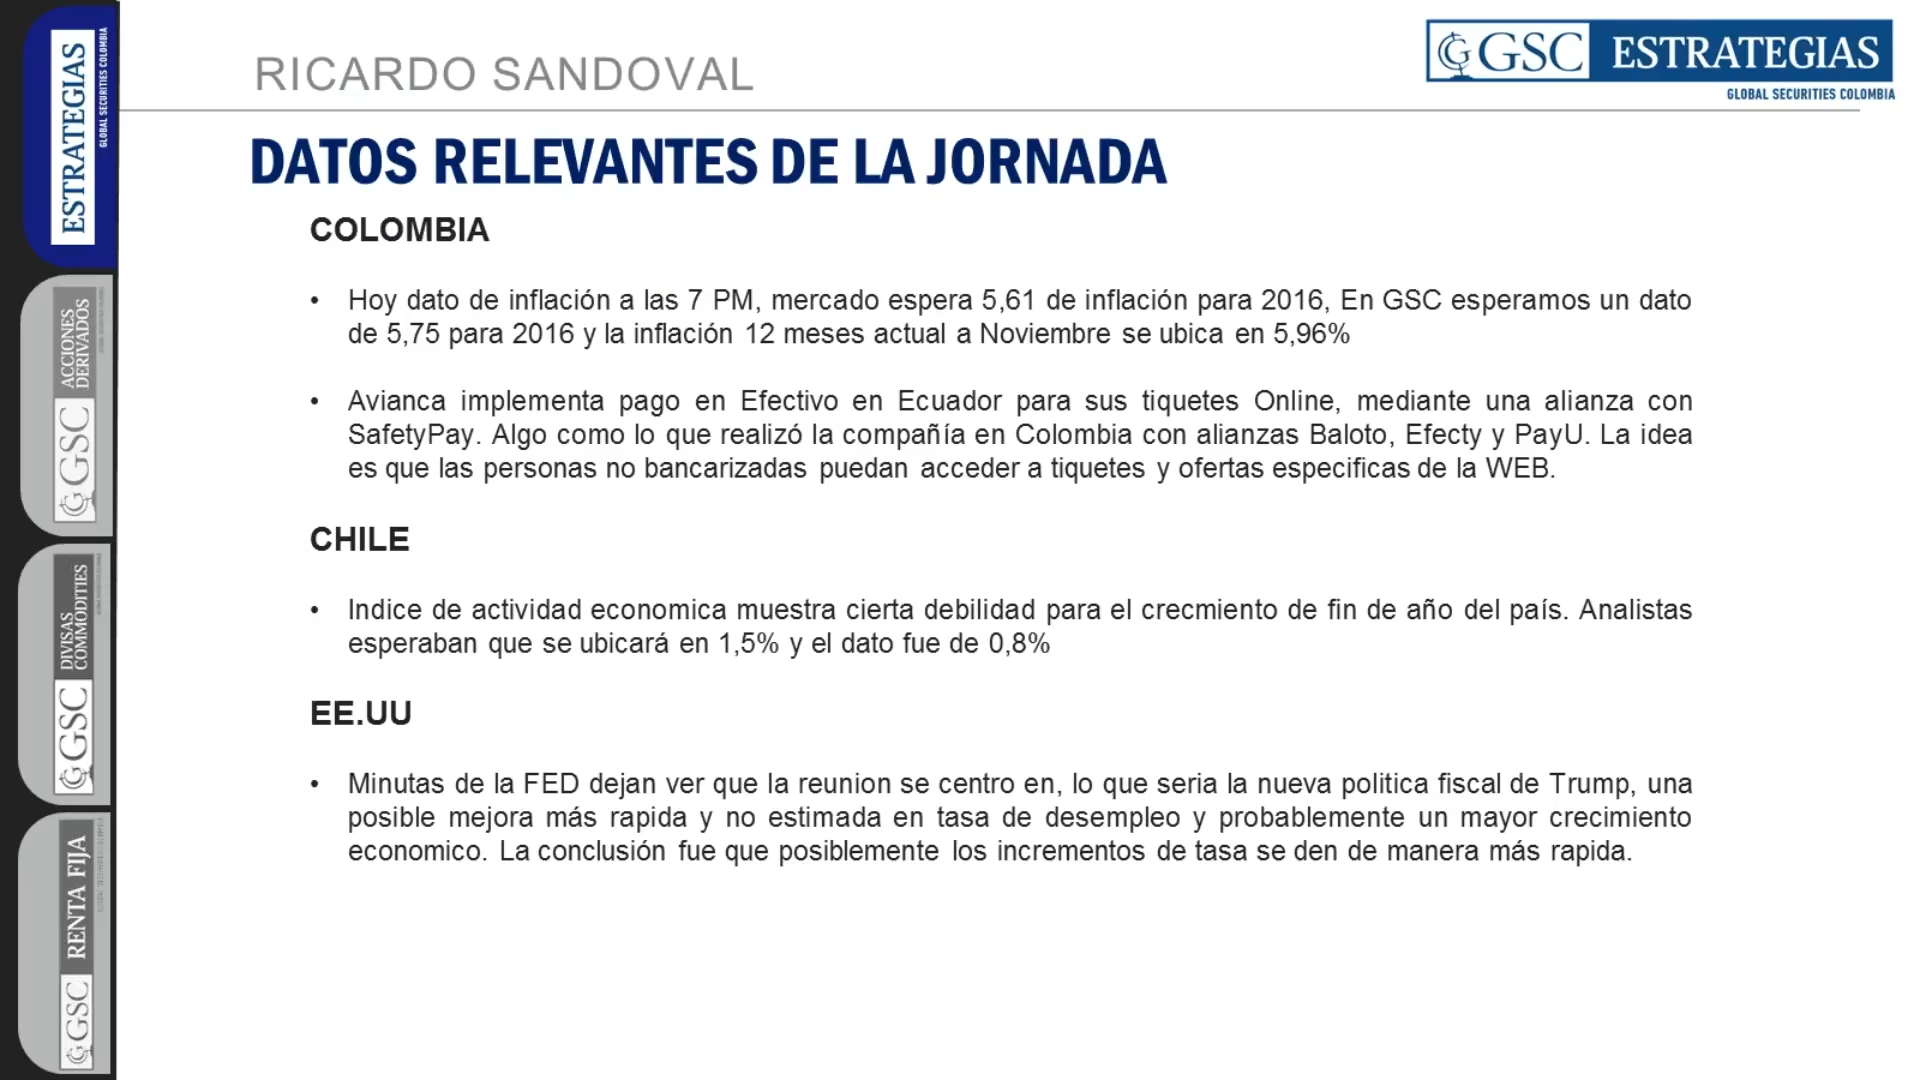 RICARDO SANDOVAL
GSC ESTRATEGIAS
GLOBAL SECURITIES COLOMBIA
DATOS RELEVANTES DE LA JORNADA
COLOMBIA
• Hoy dato de inflación a las 7 PM, mercado espera 5,61 de inflación para 2016, En GSC esperamos un dato
de 5,75 para 2016 y la inflación 12 meses actual a Noviembre se ubica en 5,96%
• Avianca implementa pago en Efectivo en Ecuador para sus tiquetes Online, mediante una alianza con
SafetyPay. Algo como lo que realizó la compañía en Colombia con alianzas Baloto, Efecty y PayU. La idea
es que las personas no bancarizadas puedan acceder a tiquetes y ofertas especificas de la WEB.
CHILE
• Indice de actividad economica muestra cierta debilidad para el crecmiento de fin de año del país. Analistas
esperaban que se ubicará en 1,5% y el dato fue de 0,8%
EE.UU
• Minutas de la FED dejan ver que la reunion se centro en, lo que seria la nueva politica fiscal de Trump, una
posible mejora más rapida y no estimada en tasa de desempleo y probablemente un mayor crecimiento
economico. La conclusión fue que posiblemente los incrementos de tasa se den de manera más rapida.
ESTRATEGIAS
GLOBAL SECURITIES COLOMBIA
GSC ACCIONES
DERIVADOS
GSC DIVISAS
COMMODITIES
GSC RENTA FIJA